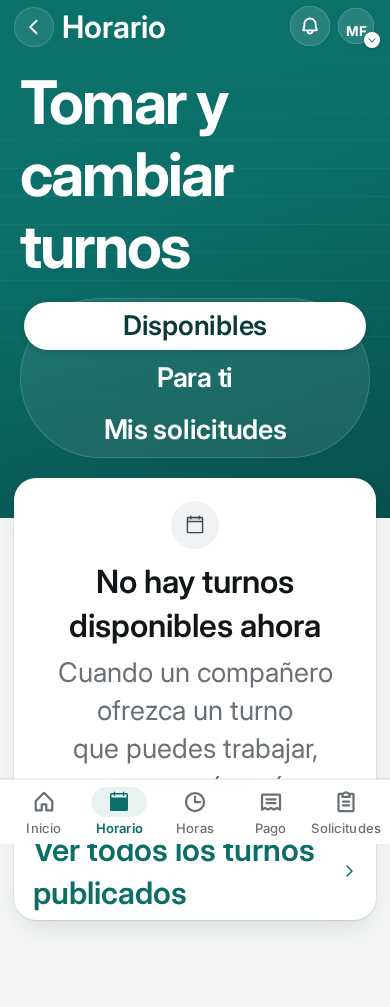 Horario
MF
Tomar y
cambiar
turnos
Disponibles
Para ti
Mis solicitudes
No hay turnos
disponibles ahora
Cuando un compañero
ofrezca un turno
que puedes trabajar,
Inicio
Horario
Horas
Pago
Solicitudes
Ver todos los turnos
publicados